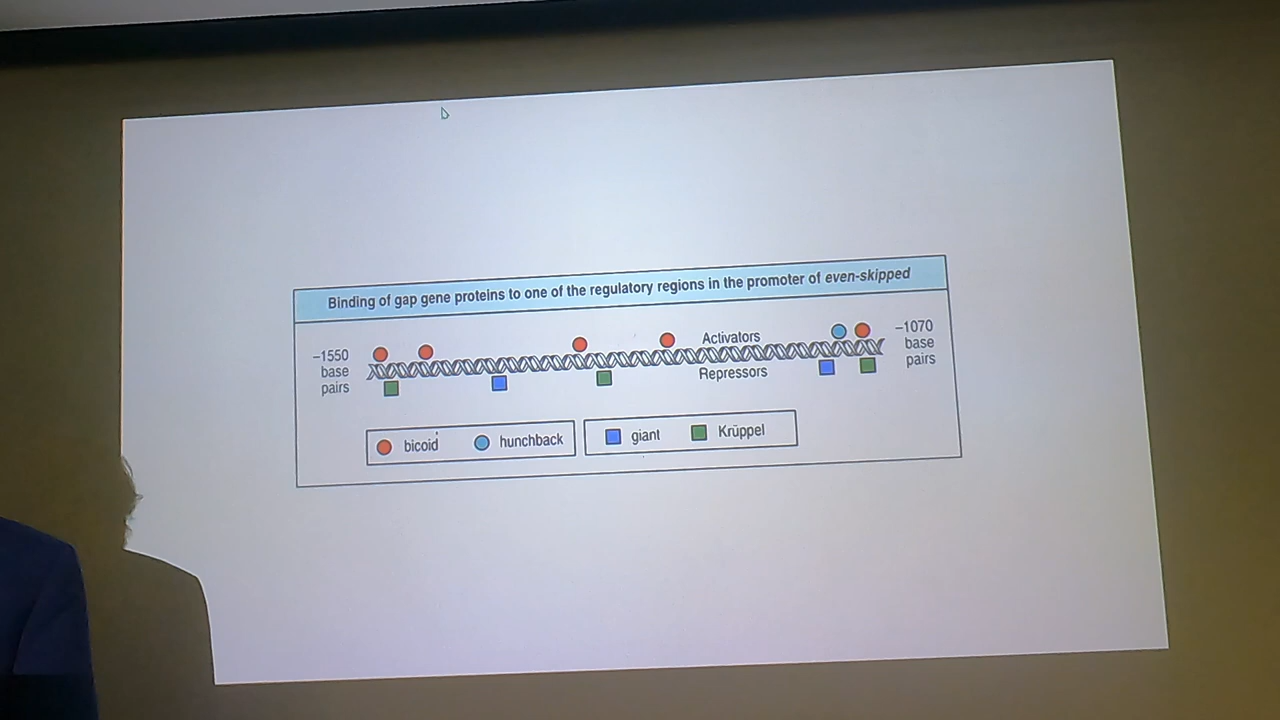 Binding of gap gene proteins to one of the regulatory regions in the promoter of even-skipped
−1550
base
pairs
Activators
Repressors
−1070
base
pairs
bicoid
hunchback
giant
Krüppel